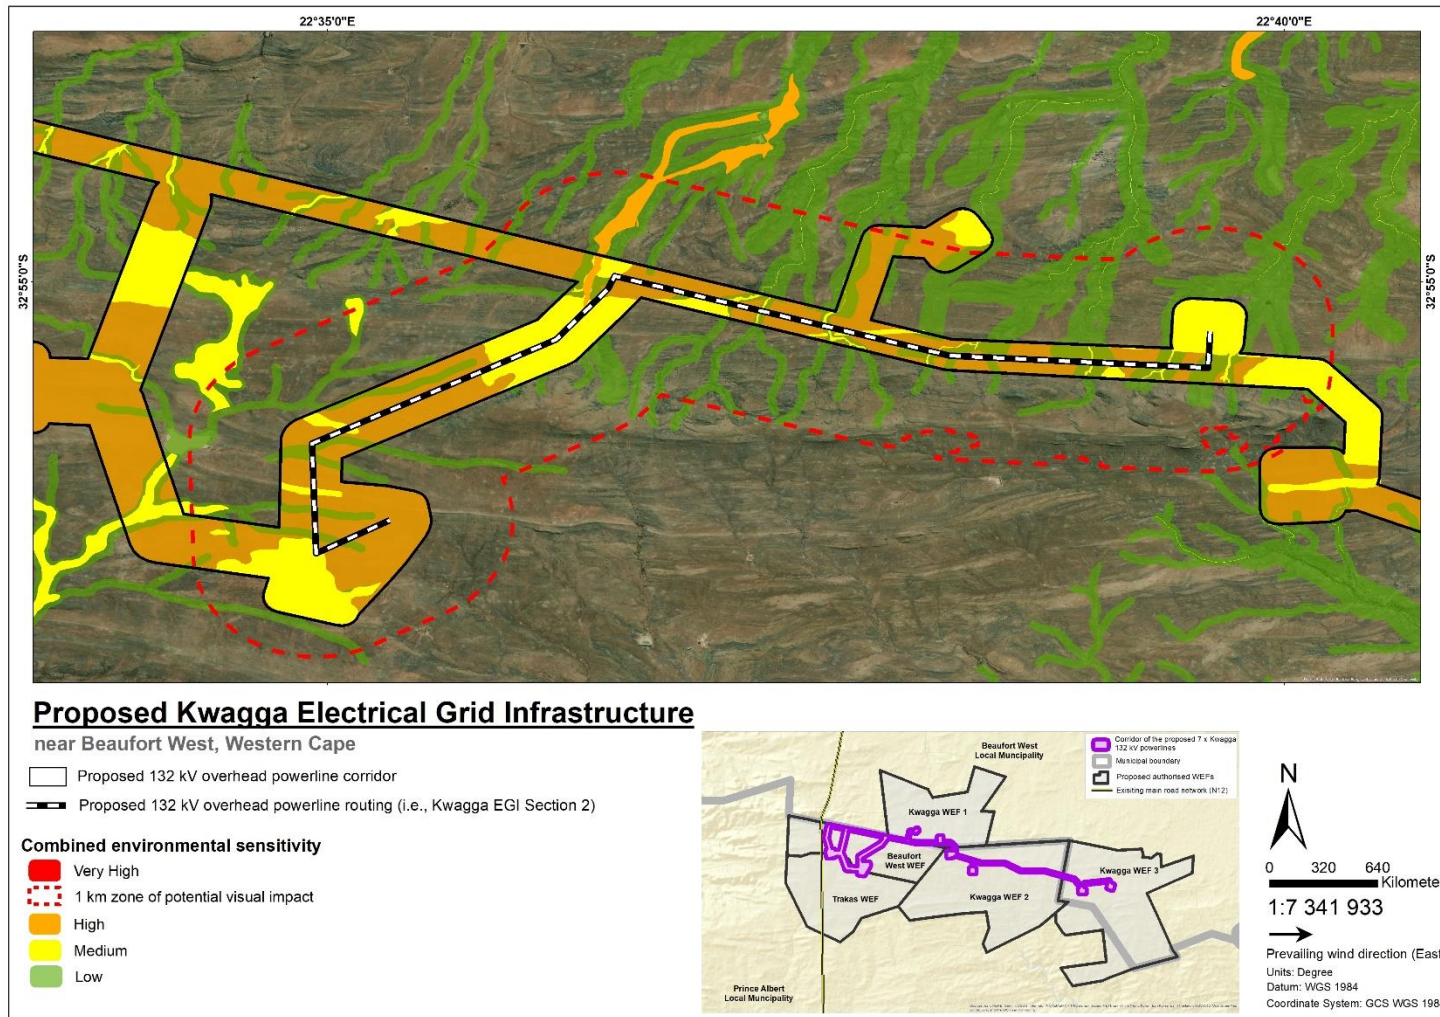 22°35'0"E
22°40'0"E
32°55'0"S
32°55'0"S
Proposed Kwagga Electrical Grid Infrastructure
near Beaufort West, Western Cape
Proposed 132 kV overhead powerline corridor
Proposed 132 kV overhead powerline routing (i.e., Kwagga EGI Section 2)
Combined environmental sensitivity
Very High
1 km zone of potential visual impact
High
Medium
Low
Beaufort West
Local Muncipality
Corridor of the proposed 7 x Kwagga
132 kV powerlines
Municipal boundary
Proposed authorised WEFs
Exisiting main road network (N12)
Kwagga WEF 1
Beaufort
West WEF
Kwagga WEF 3
Trakas WEF
Kwagga WEF 2
Prince Albert
Local Muncipality
N
0 320 640
Kilomete
1:7 341 933
Prevailing wind direction (East
Units: Degree
Datum: WGS 1984
Coordinate System: GCS WGS 198